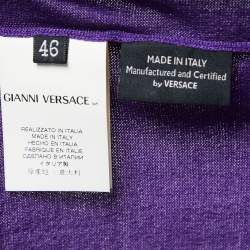 46
GIANNI VERSACE
REALIZZATO IN ITALIA
MADE IN ITALY
HECHO EN ITALIA
FABRIQUE EN ITALIE
СДЕЛАНО В ИТАЛИИ
イタリア製
MADE IN ITALY
Manufactured and Certified
by VERSACE